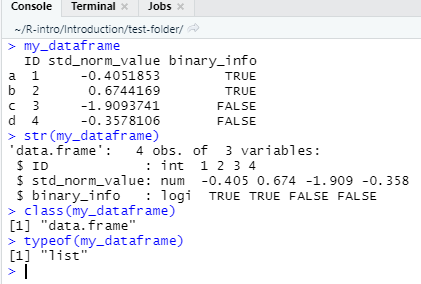 Console Terminal × Jobs ×
~/R-intro/Introduction/test-folder/
> my_dataframe
  ID std_norm_value binary_info
a  1     -0.4051853        TRUE
b  2      0.6744169        TRUE
c  3     -1.9093741       FALSE
d  4     -0.3578106       FALSE
> str(my_dataframe)
'data.frame':   4 obs. of  3 variables:
 $ ID            : int  1 2 3 4
 $ std_norm_value: num  -0.405 0.674 -1.909 -0.358
 $ binary_info   : logi  TRUE TRUE FALSE FALSE
> class(my_dataframe)
[1] "data.frame"
> typeof(my_dataframe)
[1] "list"
>